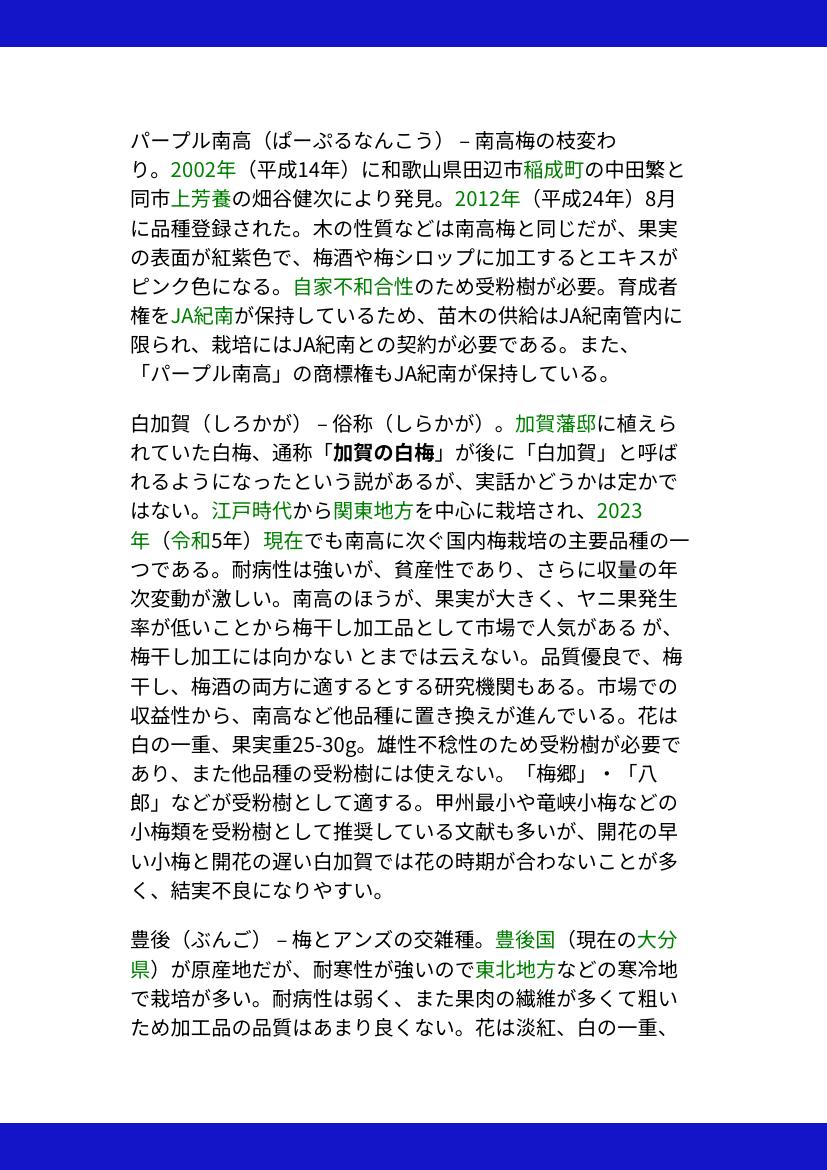 パープル南高（ぱーぷるなんこう） – 南高梅の枝変わ
り。2002年（平成14年）に和歌山県田辺市稲成町の中田繁と
同市上芳養の畑谷健次により発見。2012年（平成24年）8月
に品種登録された。木の性質などは南高梅と同じだが、果実
の表面が紅紫色で、梅酒や梅シロップに加工するとエキスが
ピンク色になる。自家不和合性のため受粉樹が必要。育成者
権をJA紀南が保持しているため、苗木の供給はJA紀南管内に
限られ、栽培にはJA紀南との契約が必要である。また、
「パープル南高」の商標権もJA紀南が保持している。
白加賀（しろかが） – 俗称（しらかが）。加賀藩邸に植えら
れていた白梅、通称「加賀の白梅」が後に「白加賀」と呼ば
れるようになったという説があるが、実話かどうかは定かで
はない。江戸時代から関東地方を中心に栽培され、2023
年（令和5年）現在でも南高に次ぐ国内梅栽培の主要品種の一
つである。耐病性は強いが、貧産性であり、さらに収量の年
次変動が激しい。南高のほうが、果実が大きく、ヤニ果発生
率が低いことから梅干し加工品として市場で人気がある が、
梅干し加工には向かない とまでは云えない。品質優良で、梅
干し、梅酒の両方に適するとする研究機関もある。市場での
収益性から、南高など他品種に置き換えが進んでいる。花は
白の一重、果実重25-30g。雄性不稔性のため受粉樹が必要で
あり、また他品種の受粉樹には使えない。「梅郷」・「八
郎」などが受粉樹として適する。甲州最小や竜峡小梅などの
小梅類を受粉樹として推奨している文献も多いが、開花の早
い小梅と開花の遅い白加賀では花の時期が合わないことが多
く、結実不良になりやすい。
豊後（ぶんご） – 梅とアンズの交雑種。豊後国（現在の大分
県）が原産地だが、耐寒性が強いので東北地方などの寒冷地
で栽培が多い。耐病性は弱く、また果肉の繊維が多くて粗い
ため加工品の品質はあまり良くない。花は淡紅、白の一重、